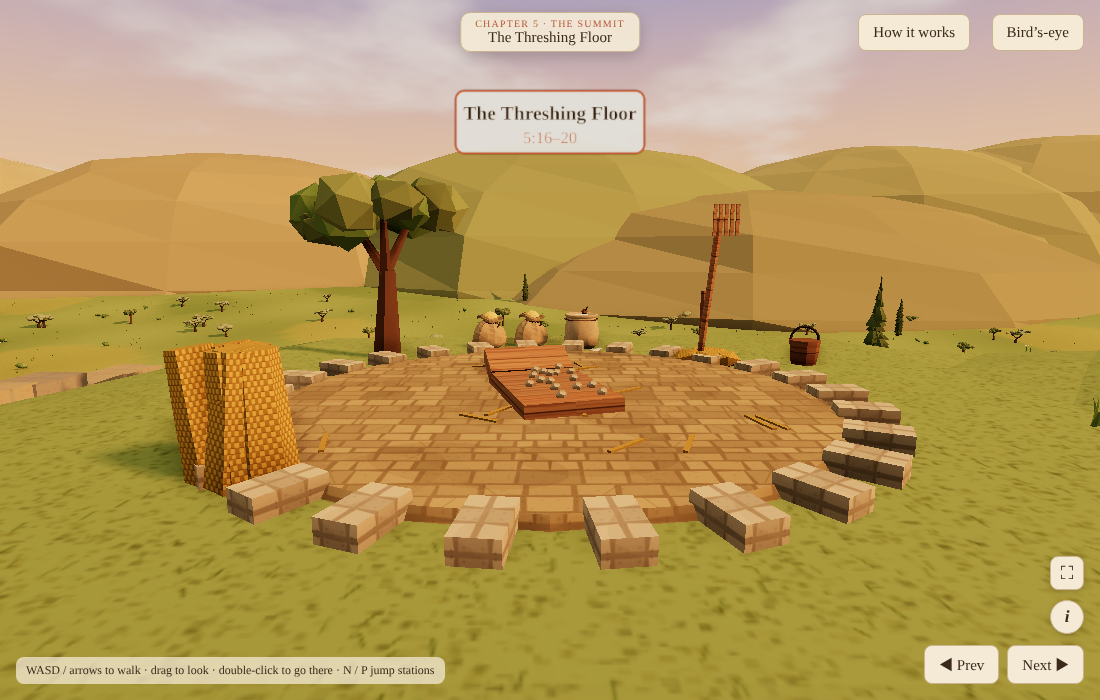 CHAPTER 5 · THE SUMMIT
The Threshing Floor
How it works
Bird's-eye
The Threshing Floor
5:16–20
i
WASD / arrows to walk · drag to look · double-click to go there · N / P jump stations
◀ Prev
Next ▶